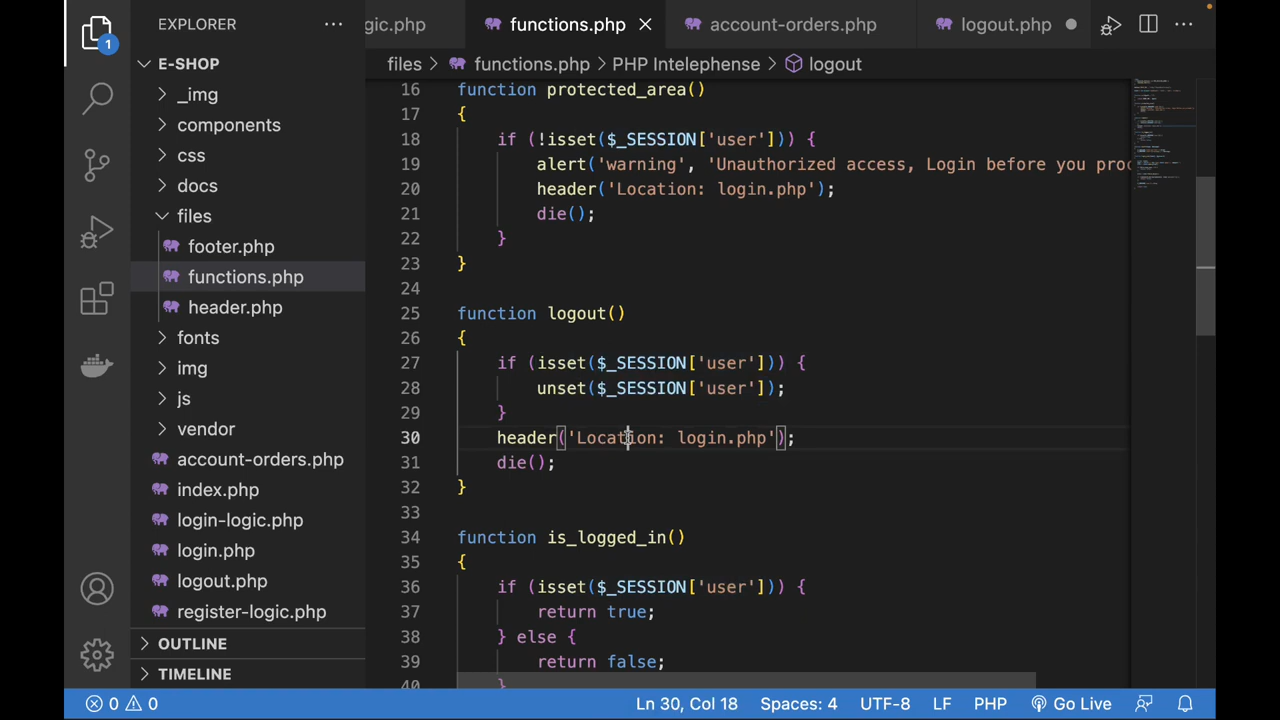 EXPLORER
E-SHOP
_img
components
css
docs
files
footer.php
functions.php
header.php
fonts
img
js
vendor
account-orders.php
index.php
login-logic.php
login.php
logout.php
register-logic.php
OUTLINE
TIMELINE
1
gic.php
functions.php
account-orders.php
logout.php
files > functions.php > PHP Intelephense > logout
16 function protected_area()
17 {
18 if (!isset($_SESSION['user'])) {
19 alert('warning', 'Unauthorized access, Login before you proc
20 header('Location: login.php');
21 die();
22 }
23 }
24
25 function logout()
26 {
27 if (isset($_SESSION['user'])) {
28 unset($_SESSION['user']);
29 }
30 header('Location: login.php');
31 die();
32 }
33
34 function is_logged_in()
35 {
36 if (isset($_SESSION['user'])) {
37 return true;
38 } else {
39 return false;
40 }
0 0 Ln 30, Col 18 Spaces: 4 UTF-8 LF PHP Go Live